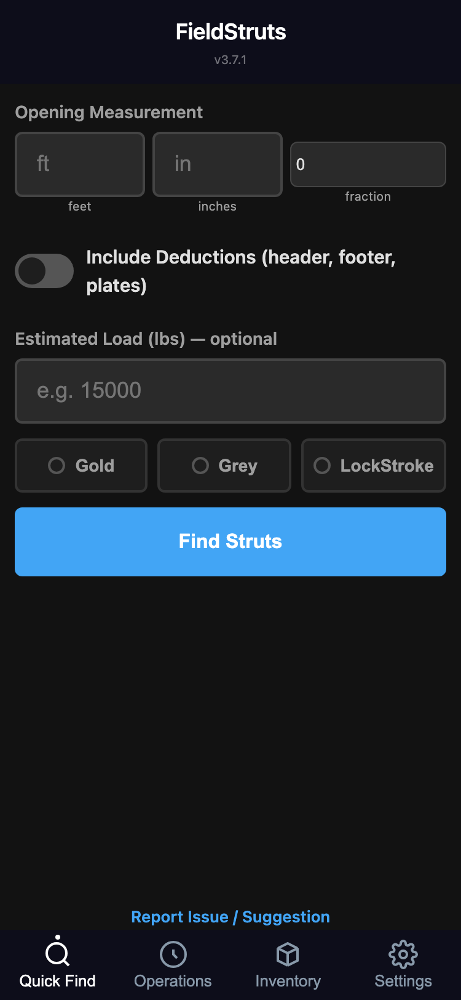 FieldStruts
v3.7.1
Opening Measurement
ft
in
0
feet
inches
fraction
Include Deductions (header, footer,
plates)
Estimated Load (lbs) — optional
e.g. 15000
Gold
Grey
LockStroke
Find Struts
Report Issue / Suggestion
Quick Find
Operations
Inventory
Settings